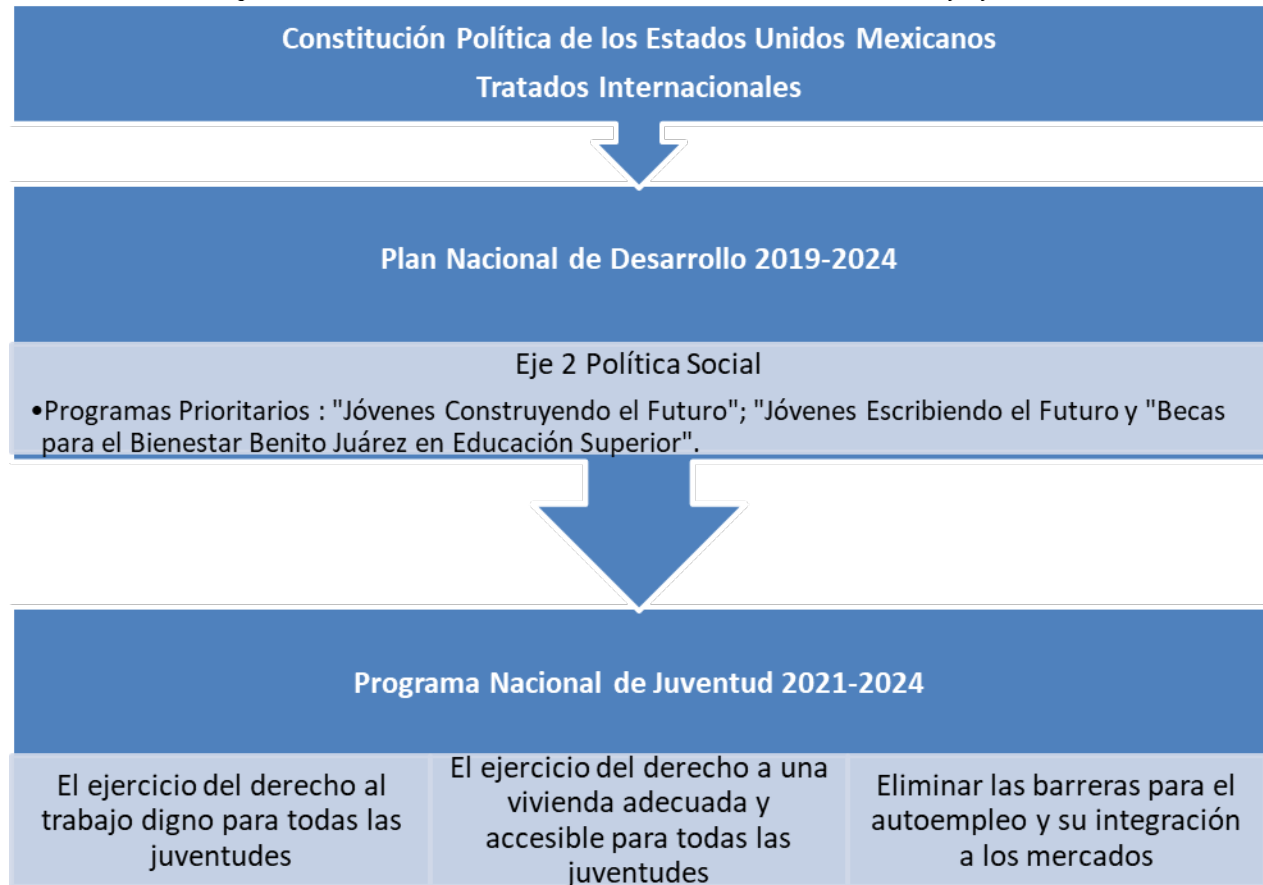 Constitución Política de los Estados Unidos Mexicanos
Tratados Internacionales
Plan Nacional de Desarrollo 2019-2024
Eje 2 Política Social
•Programas Prioritarios : "Jóvenes Construyendo el Futuro"; "Jóvenes Escribiendo el Futuro y "Becas
para el Bienestar Benito Juárez en Educación Superior".
Programa Nacional de Juventud 2021-2024
El ejercicio del derecho al
trabajo digno para todas las
juventudes
El ejercicio del derecho a una
vivienda adecuada y
accesible para todas las
juventudes
Eliminar las barreras para el
autoempleo y su integración
a los mercados